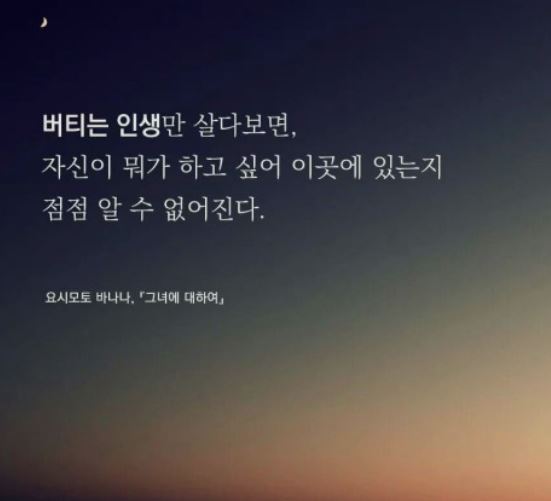 버티는 인생만 살다보면,
자신이 뭐가 하고 싶어 이곳에 있는지
점점 알 수 없어진다.
요시모토 바나나, 『그녀에 대하여』